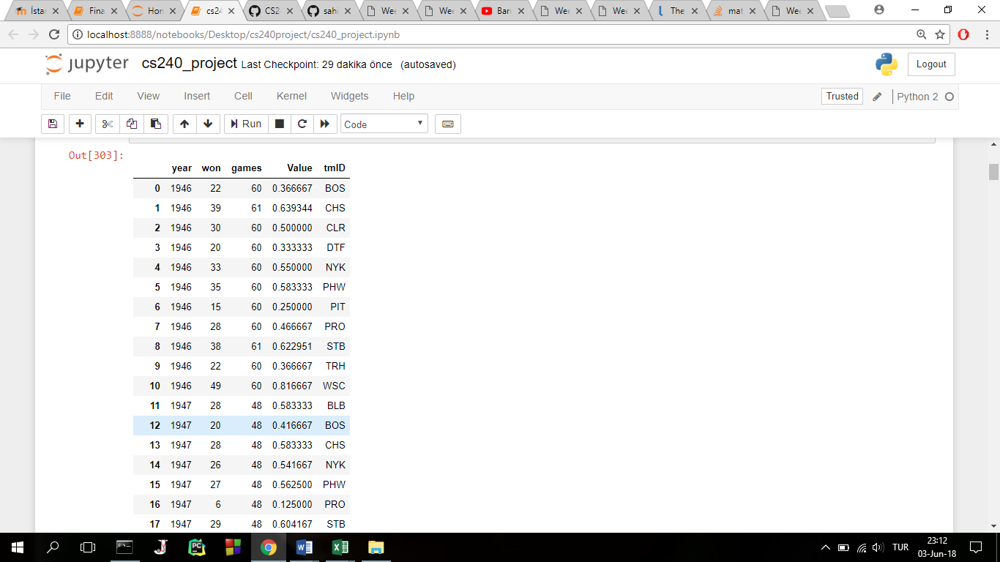 İstar
Fina
Hon
cs24
CS2
sahi
Wee
Wee
Barr
Wee
Wee
The
mat
Wee
localhost:8888/notebooks/Desktop/cs240project/cs240_project.ipynb
jupyter cs240_project Last Checkpoint: 29 dakika önce (autosaved)
Logout
File Edit View Insert Cell Kernel Widgets Help
Trusted Python 2
Run Code
Out[303]:
year won games Value tmID
0 1946 22 60 0.366667 BOS
1 1946 39 61 0.639344 CHS
2 1946 30 60 0.500000 CLR
3 1946 20 60 0.333333 DTF
4 1946 33 60 0.550000 NYK
5 1946 35 60 0.583333 PHW
6 1946 15 60 0.250000 PIT
7 1946 28 60 0.466667 PRO
8 1946 38 61 0.622951 STB
9 1946 22 60 0.366667 TRH
10 1946 49 60 0.816667 WSC
11 1947 28 48 0.583333 BLB
12 1947 20 48 0.416667 BOS
13 1947 28 48 0.583333 CHS
14 1947 26 48 0.541667 NYK
15 1947 27 48 0.562500 PHW
16 1947 6 48 0.125000 PRO
17 1947 29 48 0.604167 STB
TUR
23:12
03-Jun-18